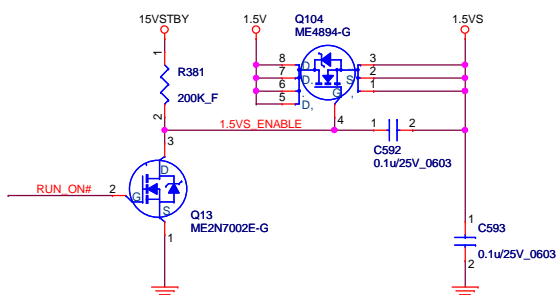 15VSTBY
1.5V
Q104
ME4894-G
1.5VS
1
R381
200K_F
2
8
7
6
5
D
D.
D.
D,
S
G
3
2
1
4
1.5VS_ENABLE
1
2
C592
0.1u/25V_0603
3
D
RUN_ON#
2
G
S
Q13
ME2N7002E-G
1
1
C593
0.1u/25V_0603
2